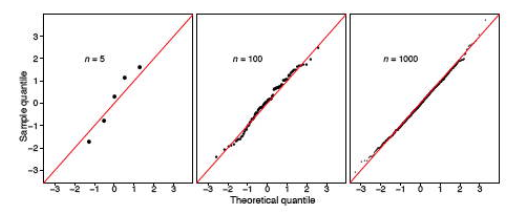 n = 5
n = 100
n = 1000
Sample quantile
3
2
1
0
−1
−2
−3
−3 −2 −1 0 1 2 3
−3 −2 −1 0 1 2 3
−3 −2 −1 0 1 2 3
Theoretical quantile